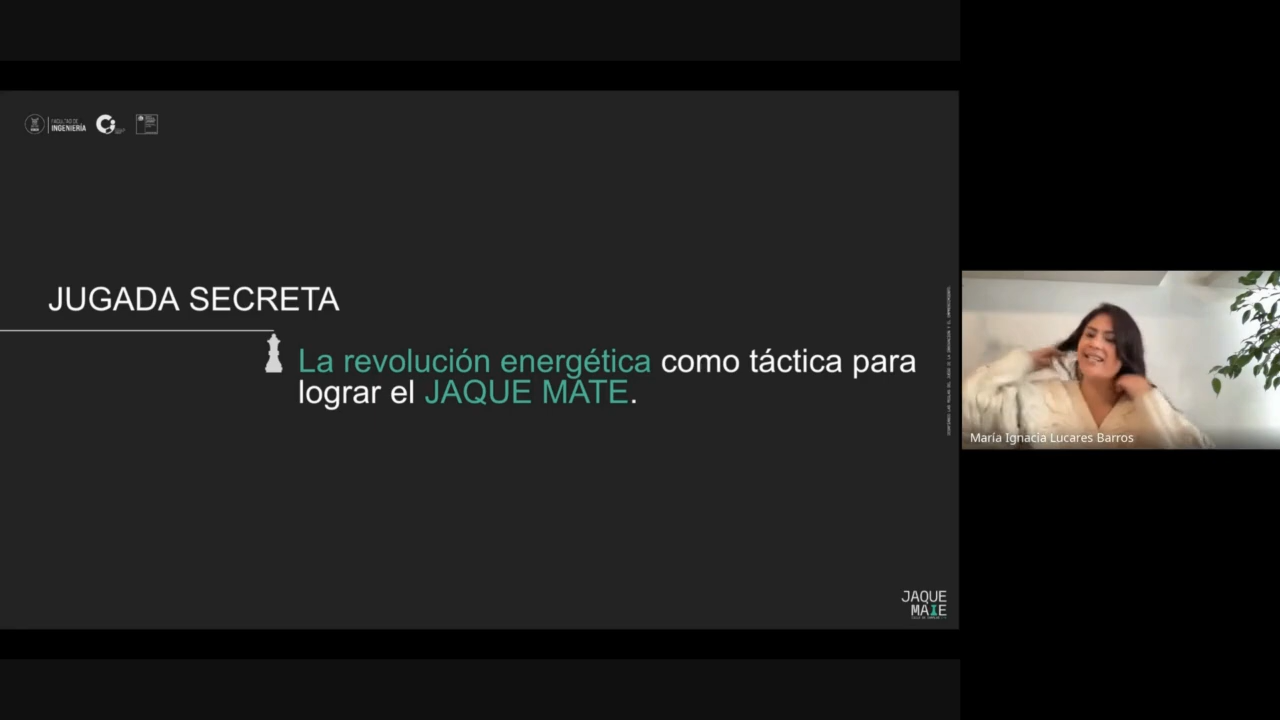 FACULTAD DE
INGENIERÍA
JUGADA SECRETA
La revolución energética como táctica para
lograr el JAQUE MATE.
María Ignacia Lucares Barros
JAQUE
MATE